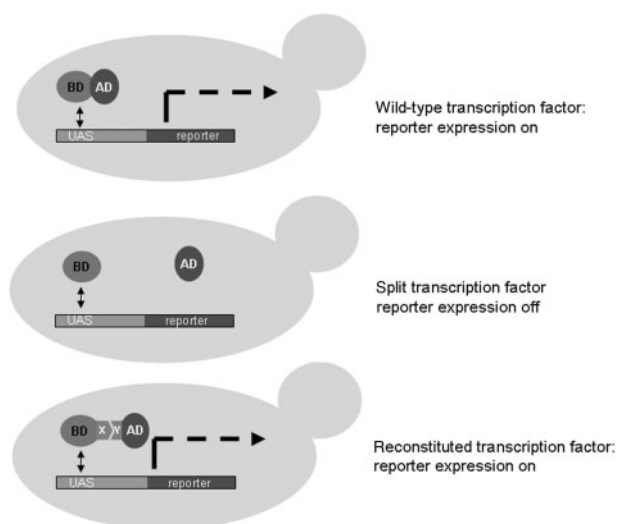 BD AD
UAS reporter
Wild-type transcription factor:
reporter expression on
BD
AD
UAS reporter
Split transcription factor
reporter expression off
BD X Y AD
UAS reporter
Reconstituted transcription factor:
reporter expression on